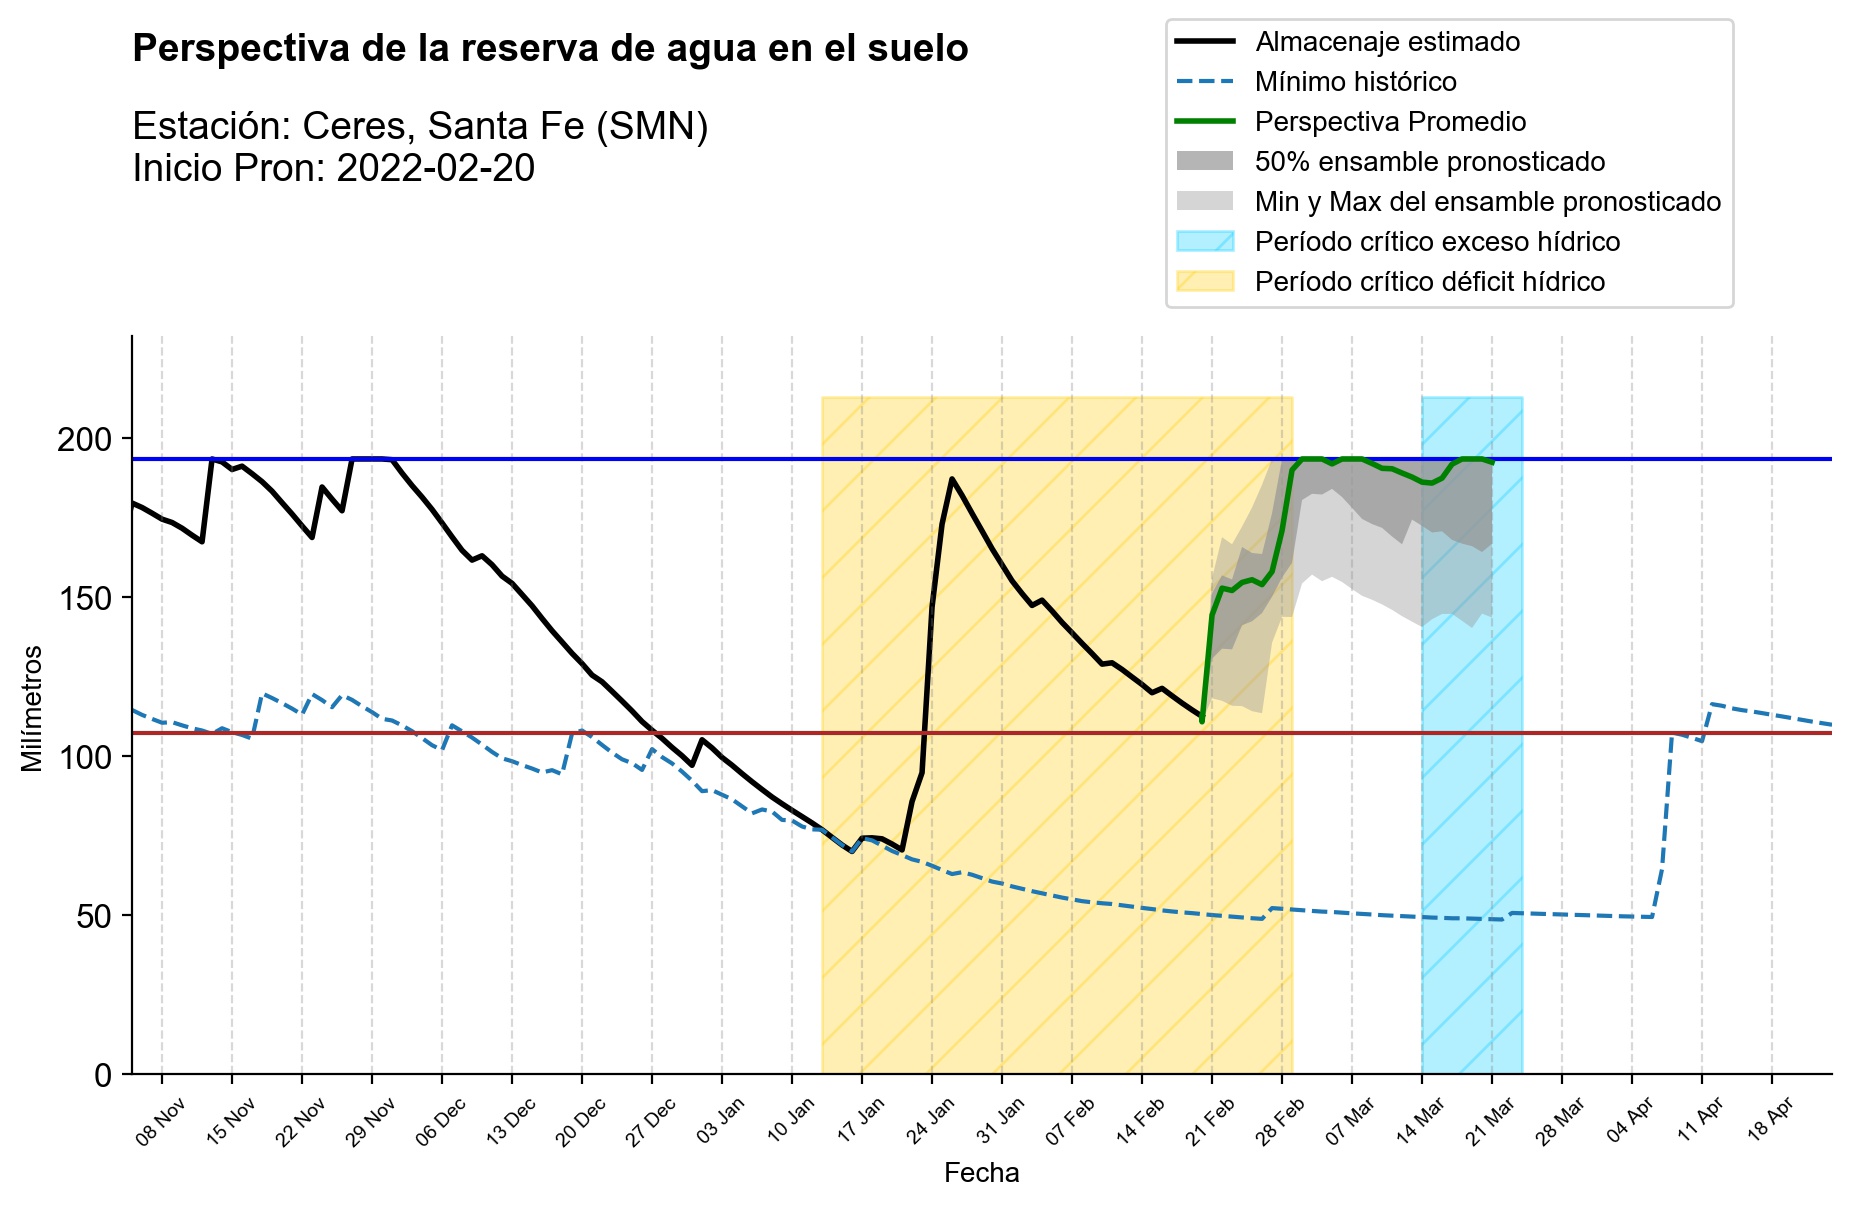 Perspectiva de la reserva de agua en el suelo
Estación: Ceres, Santa Fe (SMN)
Inicio Pron: 2022-02-20
Almacenaje estimado
Mínimo histórico
Perspectiva Promedio
50% ensamble pronosticado
Min y Max del ensamble pronosticado
Período crítico exceso hídrico
Período crítico déficit hídrico
Milímetros
200
150
100
50
0
08 Nov
15 Nov
22 Nov
29 Nov
06 Dec
13 Dec
20 Dec
27 Dec
03 Jan
10 Jan
17 Jan
24 Jan
31 Jan
07 Feb
14 Feb
21 Feb
28 Feb
07 Mar
14 Mar
21 Mar
28 Mar
04 Apr
11 Apr
18 Apr
Fecha